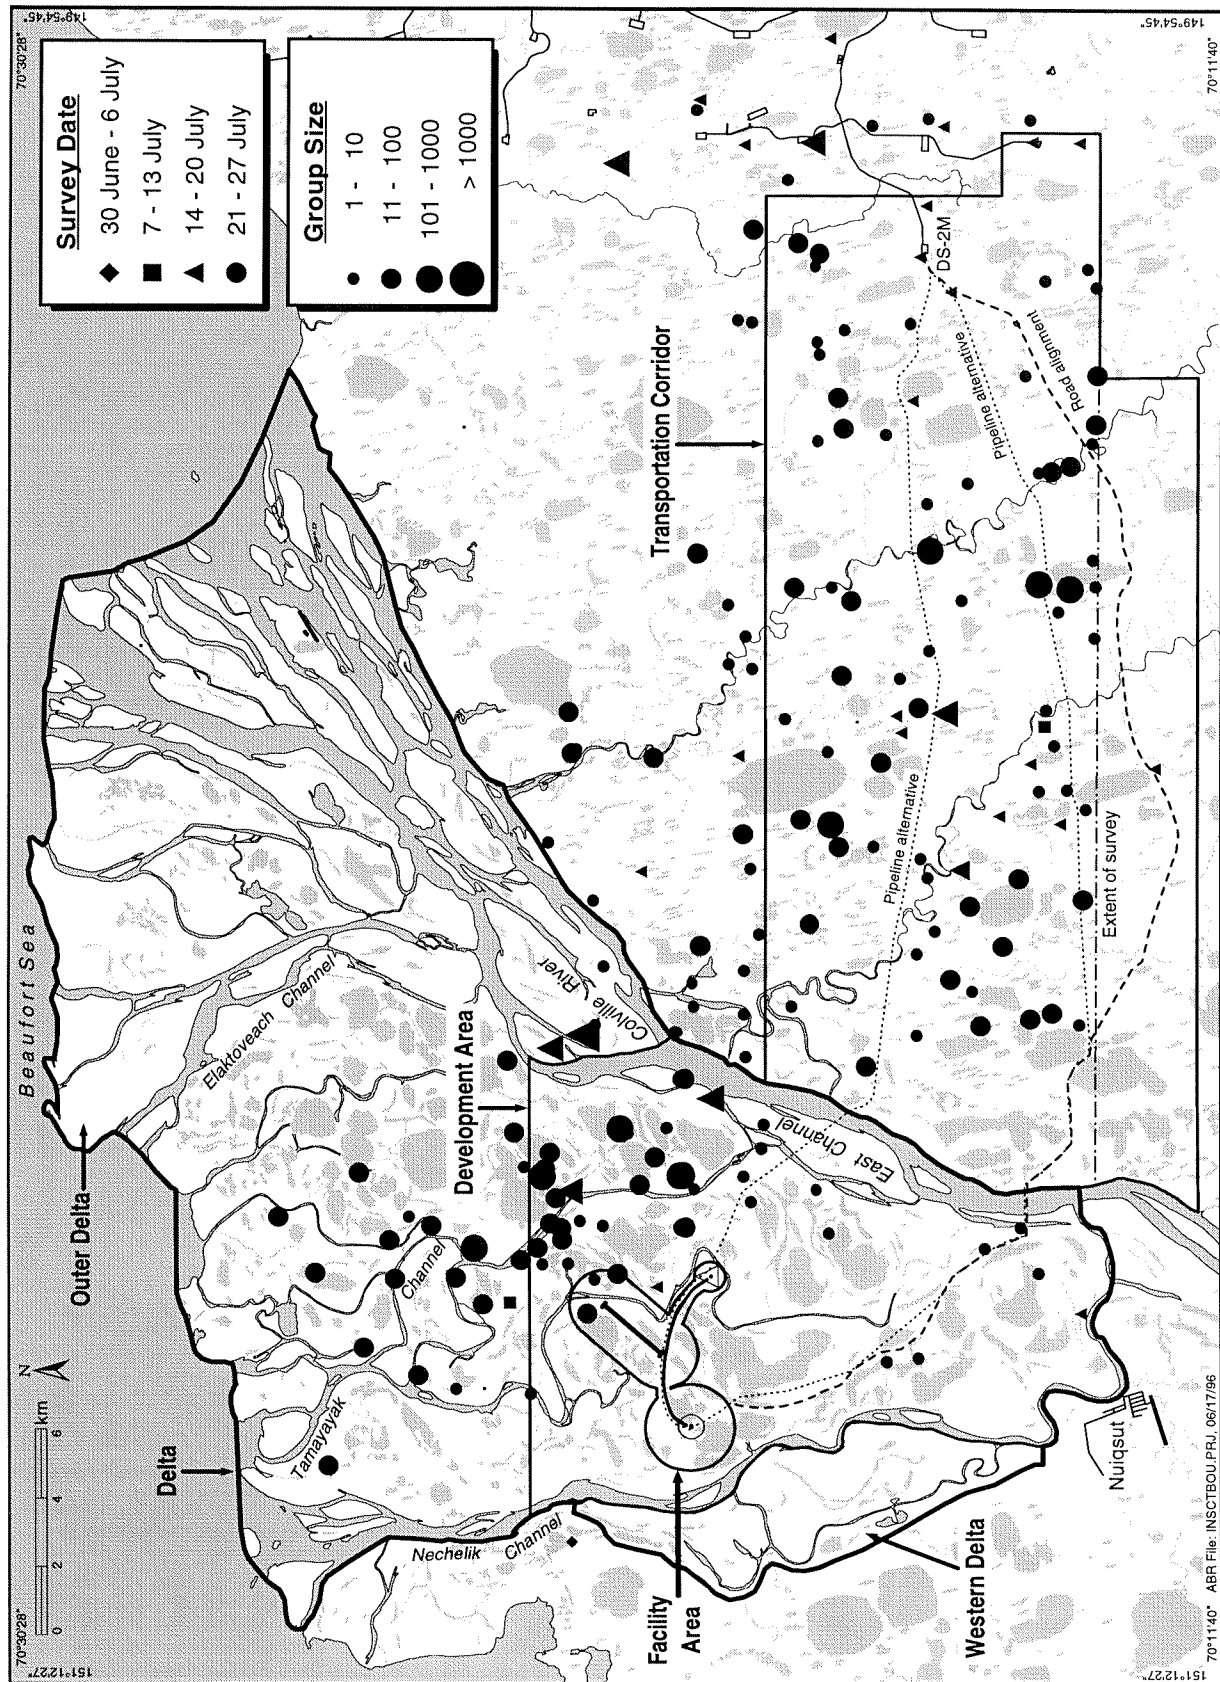 70°30'28"
151°12'27"
0 2 4 6 km
N
Beaufort Sea
Outer Delta
Delta
Tamayayak
Channel
Elaktoveach Channel
Nechelik Channel
Development Area
Colville River
East Channel
Facility
Area
Western Delta
Nuiqsut
Transportation Corridor
Pipeline alternative
Pipeline alternative
Road alignment
Extent of survey
DS-2M
Survey Date
30 June - 6 July
7 - 13 July
14 - 20 July
21 - 27 July
Group Size
1 - 10
11 - 100
101 - 1000
> 1000
70°30'28"
149°54'45"
149°54'45"
70°11'40"
151°12'27"
70°11'40"
ABR File: INSCTBOU.PRJ, 06/17/96